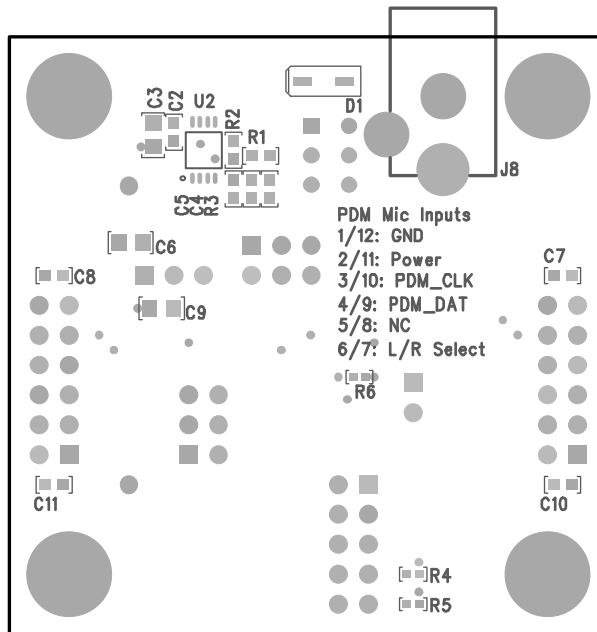 C3
C2
U2
R2
R1
D1
J8
C5
C4
R3
PDM Mic Inputs
1/12: GND
2/11: Power
3/10: PDM_CLK
4/9: PDM_DAT
5/8: NC
6/7: L/R Select
C6
C7
C8
C9
R6
C11
C10
R4
R5